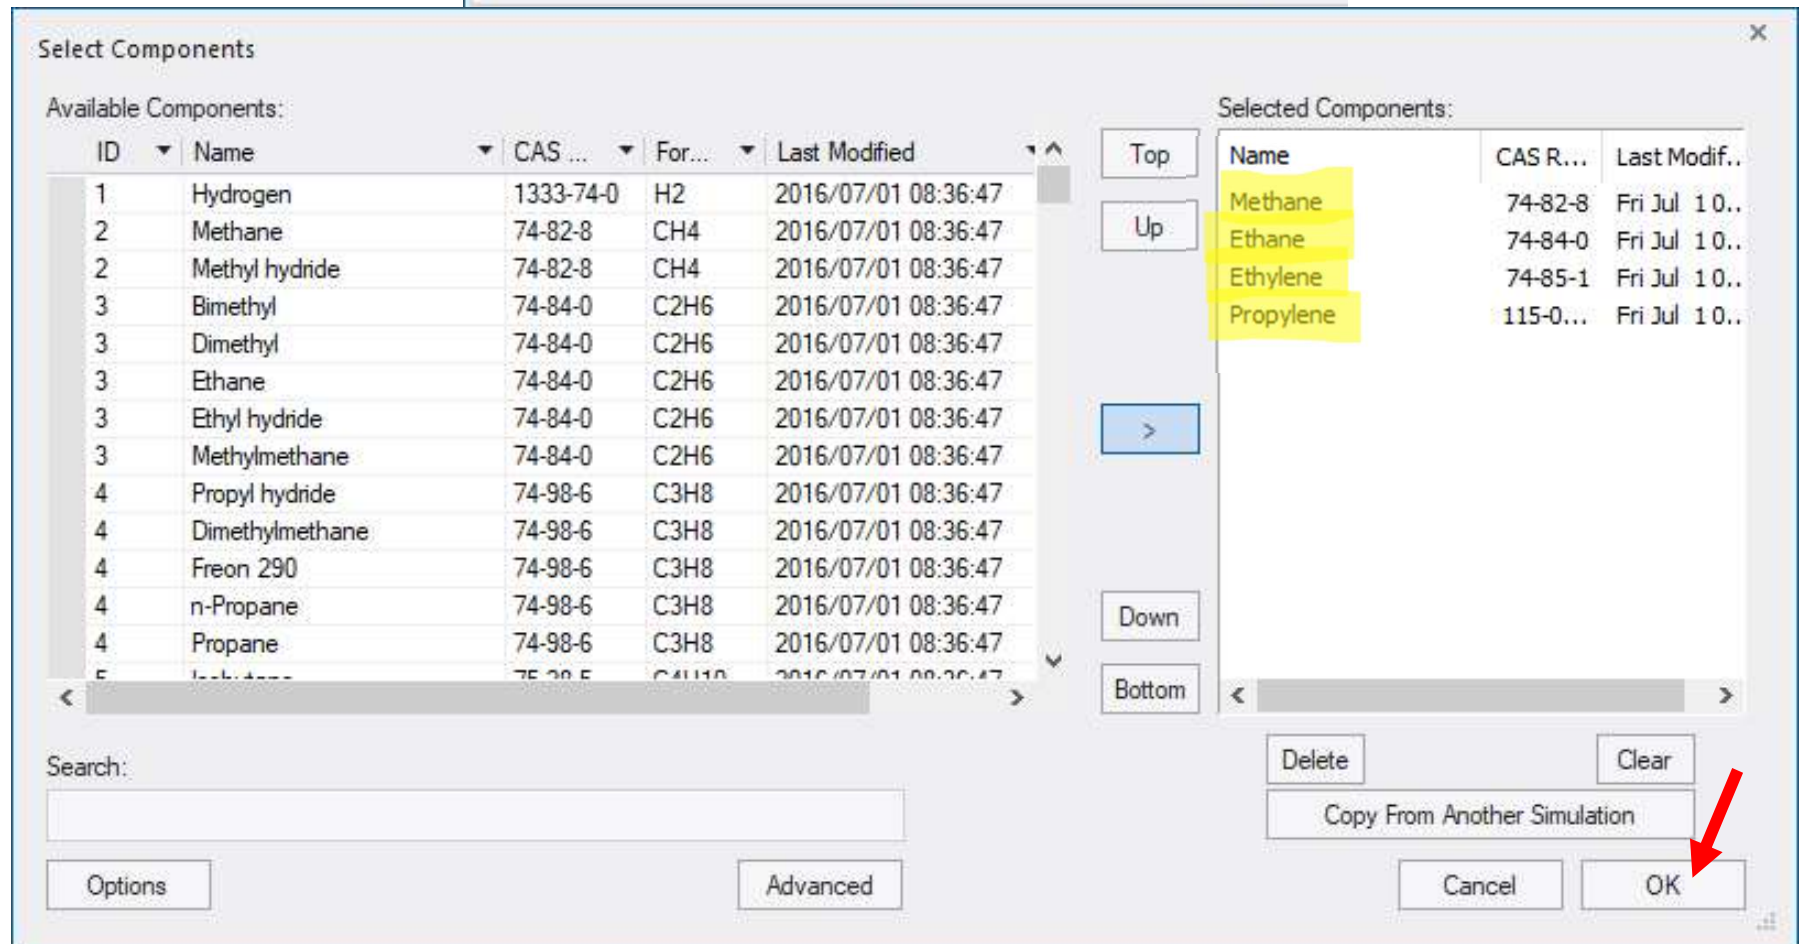 Select Components
Available Components:
ID Name CAS ... For... Last Modified
1 Hydrogen 1333-74-0 H2 2016/07/01 08:36:47
2 Methane 74-82-8 CH4 2016/07/01 08:36:47
2 Methyl hydride 74-82-8 CH4 2016/07/01 08:36:47
3 Bimethyl 74-84-0 C2H6 2016/07/01 08:36:47
3 Dimethyl 74-84-0 C2H6 2016/07/01 08:36:47
3 Ethane 74-84-0 C2H6 2016/07/01 08:36:47
3 Ethyl hydride 74-84-0 C2H6 2016/07/01 08:36:47
3 Methylmethane 74-84-0 C2H6 2016/07/01 08:36:47
4 Propyl hydride 74-98-6 C3H8 2016/07/01 08:36:47
4 Dimethylmethane 74-98-6 C3H8 2016/07/01 08:36:47
4 Freon 290 74-98-6 C3H8 2016/07/01 08:36:47
4 n-Propane 74-98-6 C3H8 2016/07/01 08:36:47
4 Propane 74-98-6 C3H8 2016/07/01 08:36:47
Search:
Options
Advanced
Top
Up
>
Down
Bottom
Selected Components:
Name CAS R... Last Modif..
Methane 74-82-8 Fri Jul 1 0..
Ethane 74-84-0 Fri Jul 1 0..
Ethylene 74-85-1 Fri Jul 1 0..
Propylene 115-0... Fri Jul 1 0..
Delete
Clear
Copy From Another Simulation
Cancel
OK